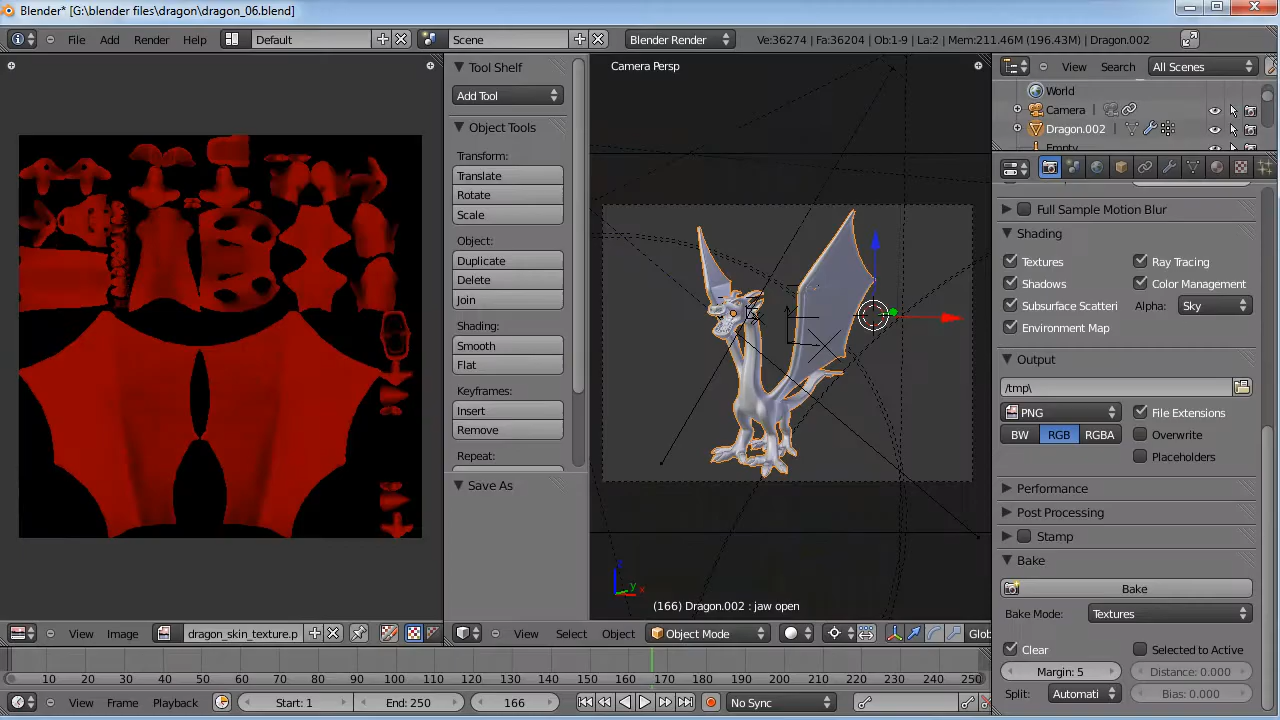 Blender* [G:\blender files\dragon\dragon_06.blend]
File Add Render Help Default Scene Blender Render Ve:36274 | Fa:36204 | Ob:1-9 | La:2 | Mem:211.46M (196.43M) | Dragon.002
Tool Shelf
Add Tool
Object Tools
Transform:
Translate
Rotate
Scale
Object:
Duplicate
Delete
Join
Shading:
Smooth
Flat
Keyframes:
Insert
Remove
Repeat:
Save As
Camera Persp
z
y
x
(166) Dragon.002 : jaw open
View Search All Scenes
World
Camera
Dragon.002
Empty
Full Sample Motion Blur
Shading
Textures Ray Tracing
Shadows Color Management
Subsurface Scatteri Alpha: Sky
Environment Map
Output
/tmp\
PNG File Extensions
BW RGB RGBA Overwrite
Placeholders
Performance
Post Processing
Stamp
Bake
Bake
Bake Mode: Textures
Clear Selected to Active
Margin: 5 Distance: 0.000
Split: Automati Bias: 0.000
View Image dragon_skin_texture.p View Select Object Object Mode Glob
10 20 30 40 50 60 70 80 90 100 110 120 130 140 150 160 170 180 190 200 210 220 230 240 250
View Frame Playback Start: 1 End: 250 166 No Sync